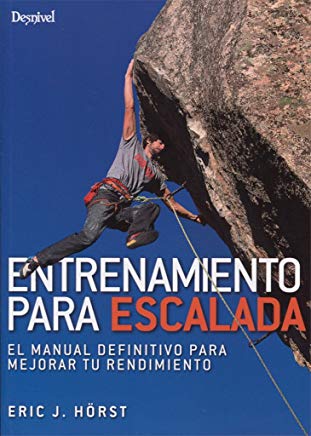 Desnivel
ENTRENAMIENTO
PARA ESCALADA
EL MANUAL DEFINITIVO PARA
MEJORAR TU RENDIMIENTO
ERIC J. HÖRST